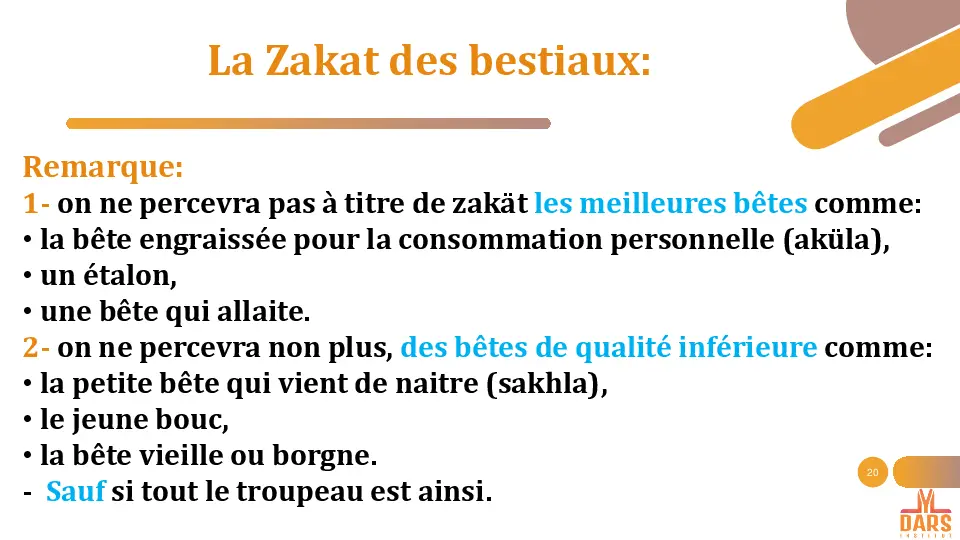 La Zakat des bestiaux:
Remarque:
1- on ne percevra pas à titre de zakät les meilleures bêtes comme:
• la bête engraissée pour la consommation personnelle (aküla),
• un étalon,
• une bête qui allaite.
2- on ne percevra non plus, des bêtes de qualité inférieure comme:
• la petite bête qui vient de naitre (sakhla),
• le jeune bouc,
• la bête vieille ou borgne.
- Sauf si tout le troupeau est ainsi.
20
DARS
INSTITUT